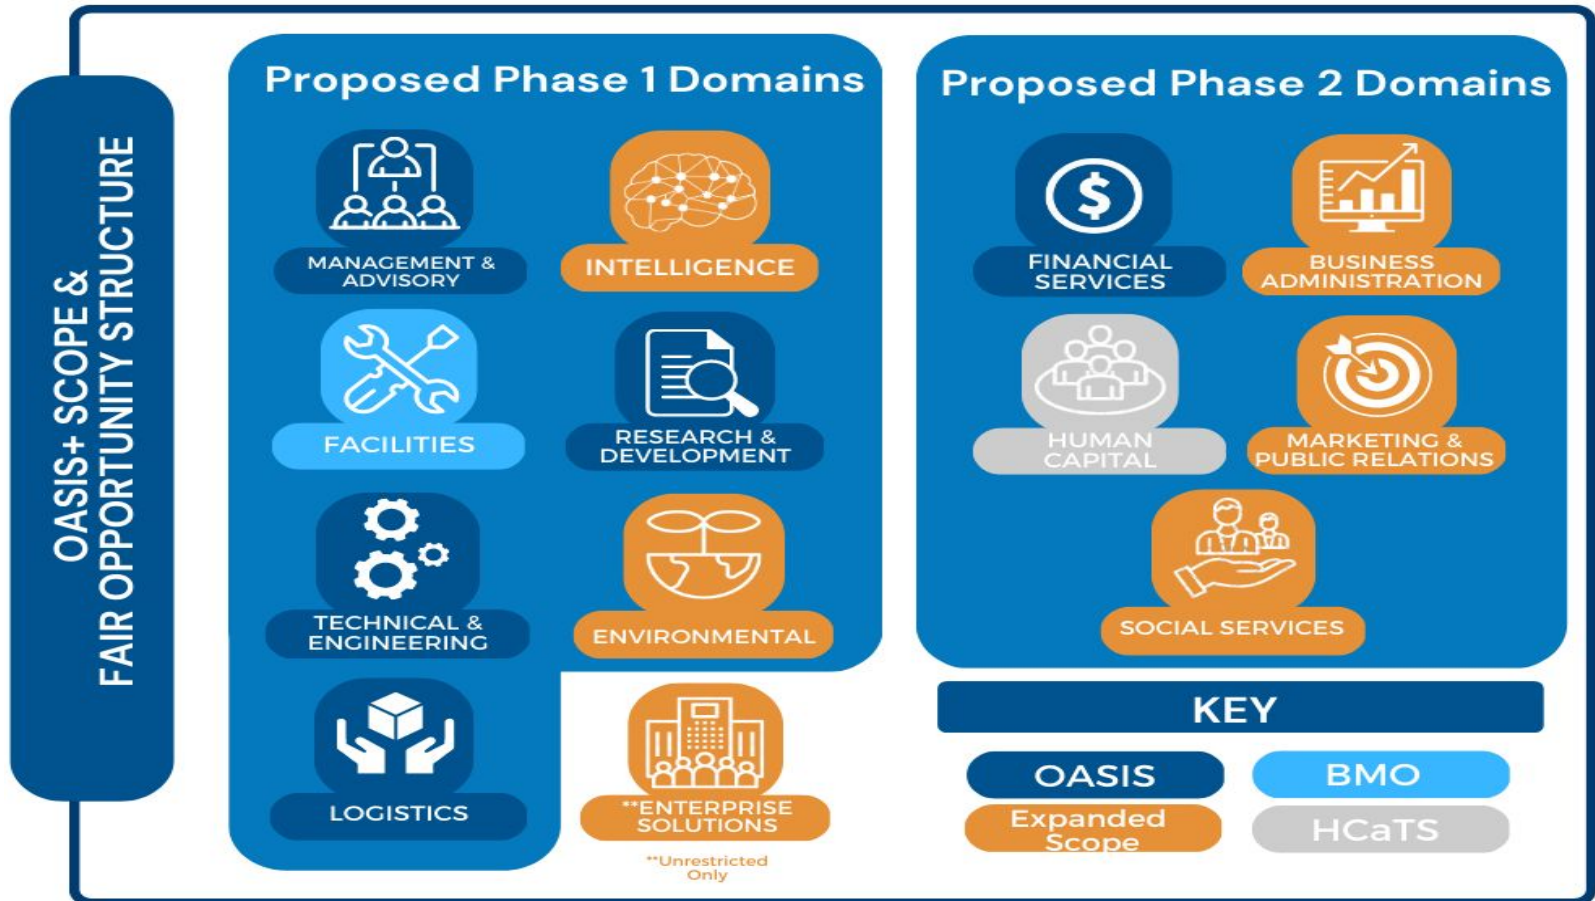 OASIS+ SCOPE &
FAIR OPPORTUNITY STRUCTURE
Proposed Phase 1 Domains
MANAGEMENT &
ADVISORY
INTELLIGENCE
FACILITIES
RESEARCH &
DEVELOPMENT
TECHNICAL &
ENGINEERING
ENVIRONMENTAL
LOGISTICS
**ENTERPRISE
SOLUTIONS
**Unrestricted
Only
Proposed Phase 2 Domains
$
FINANCIAL
SERVICES
BUSINESS
ADMINISTRATION
HUMAN
CAPITAL
MARKETING &
PUBLIC RELATIONS
SOCIAL SERVICES
KEY
OASIS
BMO
Expanded
Scope
HCaTS